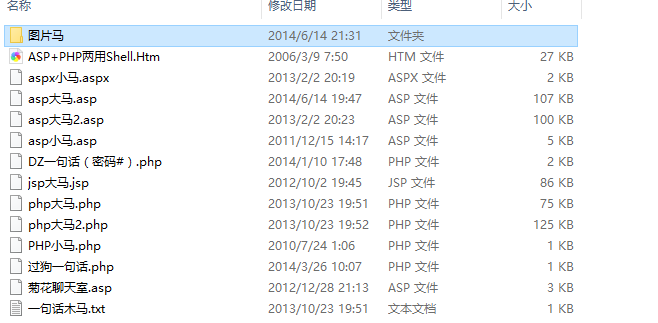 名称 修改日期 类型 大小
图片马 2014/6/14 21:31 文件夹
ASP+PHP两用Shell.Htm 2006/3/9 7:50 HTM 文件 27 KB
aspx小马.aspx 2013/2/2 20:19 ASPX 文件 2 KB
asp大马.asp 2014/6/14 19:47 ASP 文件 107 KB
asp大马2.asp 2013/2/2 20:23 ASP 文件 100 KB
asp小马.asp 2011/12/15 14:17 ASP 文件 5 KB
DZ一句话（密码#）.php 2014/1/10 17:48 PHP 文件 2 KB
jsp大马.jsp 2012/10/2 19:45 JSP 文件 86 KB
php大马.php 2013/10/23 19:51 PHP 文件 75 KB
php大马2.php 2013/10/23 19:52 PHP 文件 125 KB
PHP小马.php 2010/7/24 1:06 PHP 文件 1 KB
过狗一句话.php 2014/3/26 10:07 PHP 文件 1 KB
菊花聊天室.asp 2012/12/28 21:13 ASP 文件 3 KB
一句话木马.txt 2013/10/23 19:51 文本文档 1 KB